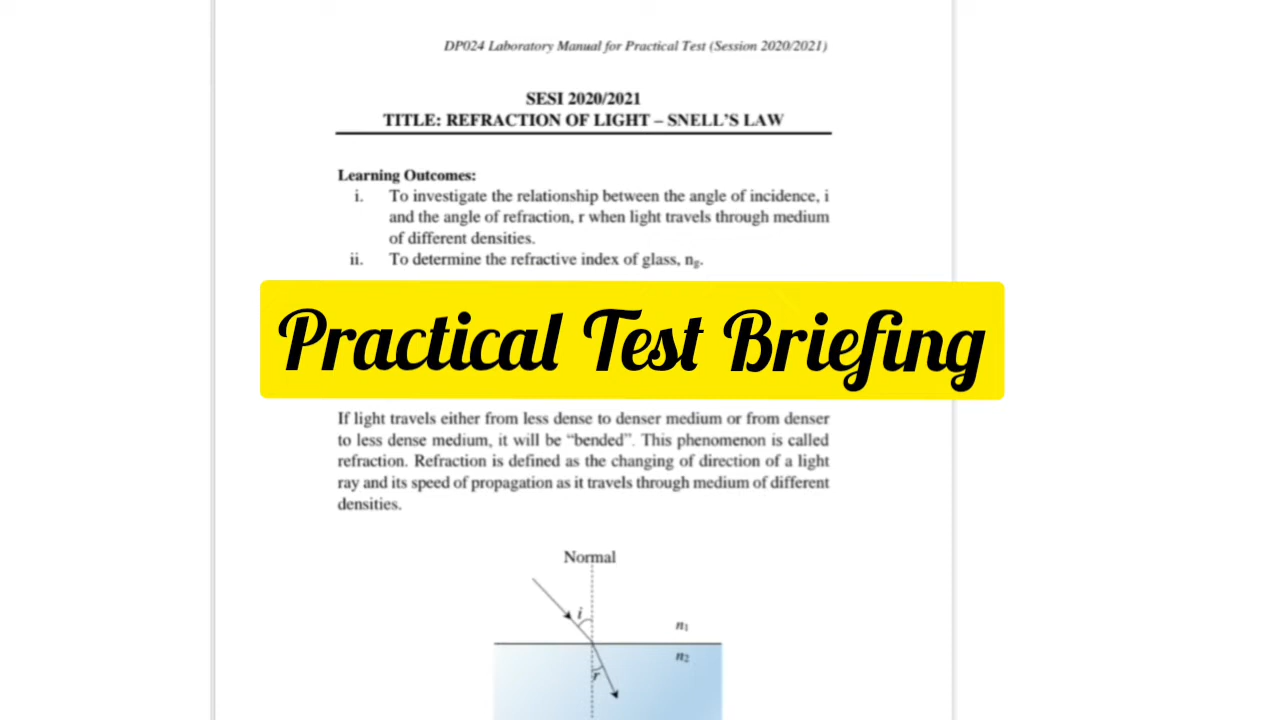 DP024 Laboratory Manual for Practical Test (Session 2020/2021)
SESI 2020/2021
TITLE: REFRACTION OF LIGHT – SNELL'S LAW
Learning Outcomes:
i. To investigate the relationship between the angle of incidence, i
and the angle of refraction, r when light travels through medium
of different densities.
ii. To determine the refractive index of glass, ng.
Practical Test Briefing
If light travels either from less dense to denser medium or from denser
to less dense medium, it will be “bended”. This phenomenon is called
refraction. Refraction is defined as the changing of direction of a light
ray and its speed of propagation as it travels through medium of different
densities.
Normal
i
n1
n2
r